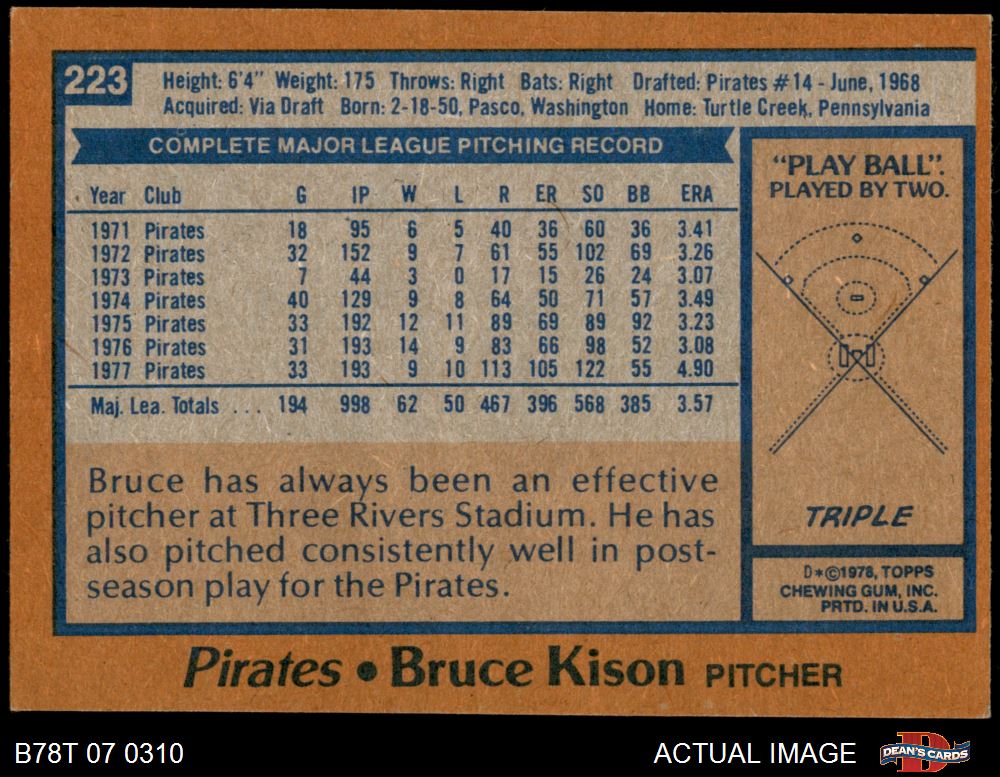 223
Height: 6'4" Weight: 175 Throws: Right Bats: Right Drafted: Pirates #14 - June, 1968
Acquired: Via Draft Born: 2-18-50, Pasco, Washington Home: Turtle Creek, Pennsylvania
COMPLETE MAJOR LEAGUE PITCHING RECORD
Year Club G IP W L R ER SO BB ERA
1971 Pirates 18 95 6 5 40 36 60 36 3.41
1972 Pirates 32 152 9 7 61 55 102 69 3.26
1973 Pirates 7 44 3 0 17 15 26 24 3.07
1974 Pirates 40 129 9 8 64 50 71 57 3.49
1975 Pirates 33 192 12 11 89 69 89 92 3.23
1976 Pirates 31 193 14 9 83 66 98 52 3.08
1977 Pirates 33 193 9 10 113 105 122 55 4.90
Maj. Lea. Totals ... 194 998 62 50 467 396 568 385 3.57
Bruce has always been an effective
pitcher at Three Rivers Stadium. He has
also pitched consistently well in post-
season play for the Pirates.
"PLAY BALL".
PLAYED BY TWO.
TRIPLE
D*©1978, TOPPS
CHEWING GUM, INC.
PRTD. IN U.S.A.
Pirates • Bruce Kison PITCHER
B78T 07 0310
ACTUAL IMAGE
D
DEAN'S CARDS